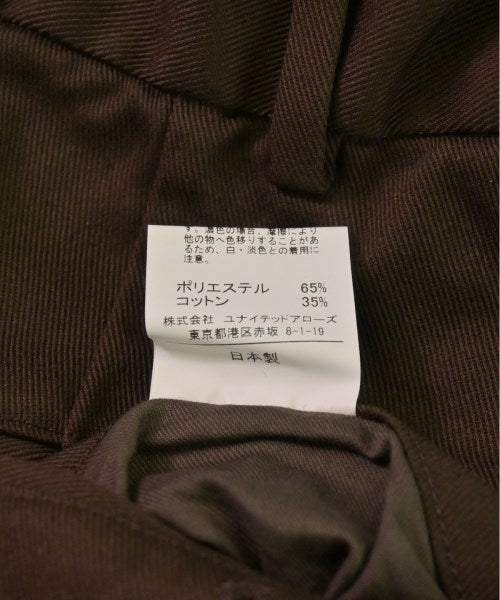 す。濃色の場合、摩擦により
他の物へ色移りすることがあ
るため、白・淡色との着用に
注意。
ポリエステル 65%
コットン 35%
株式会社 ユナイテッドアローズ
東京都港区赤坂 8-1-19
日本製